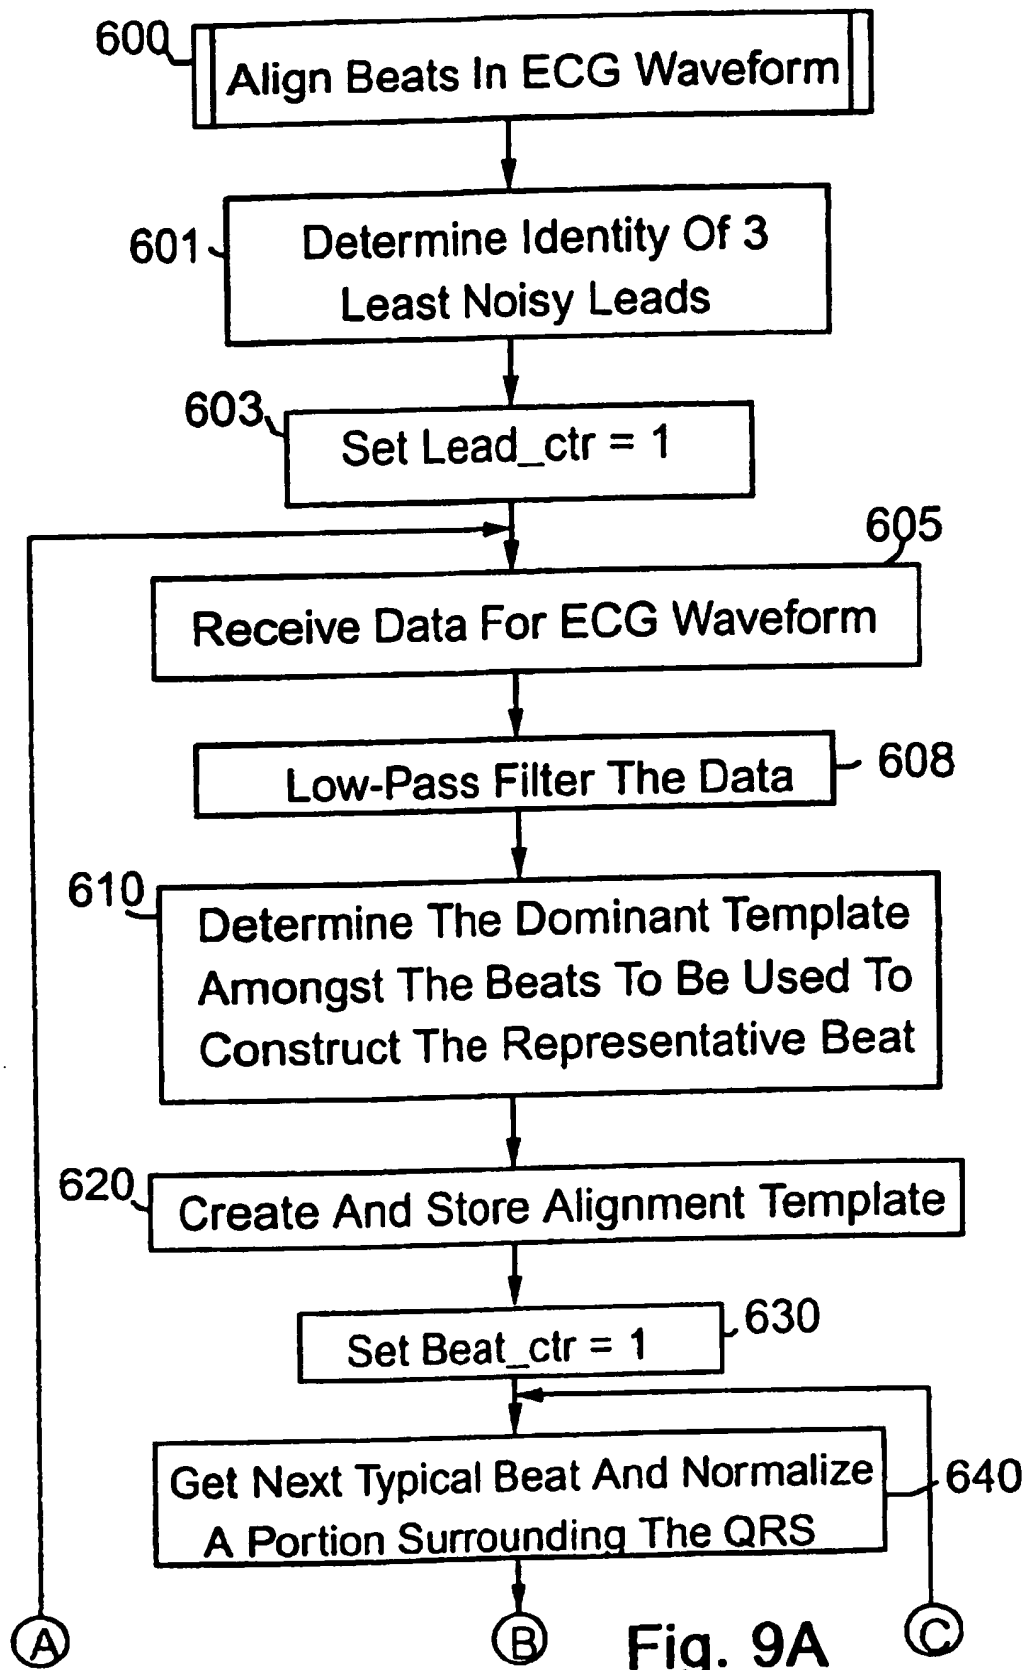 600
Align Beats In ECG Waveform
601
Determine Identity Of 3
Least Noisy Leads
603
Set Lead_ctr = 1
605
Receive Data For ECG Waveform
Low-Pass Filter The Data
608
610
Determine The Dominant Template
Amongst The Beats To Be Used To
Construct The Representative Beat
620
Create And Store Alignment Template
630
Set Beat_ctr = 1
Get Next Typical Beat And Normalize
640
A Portion Surrounding The QRS
A
B
Fig. 9A
C